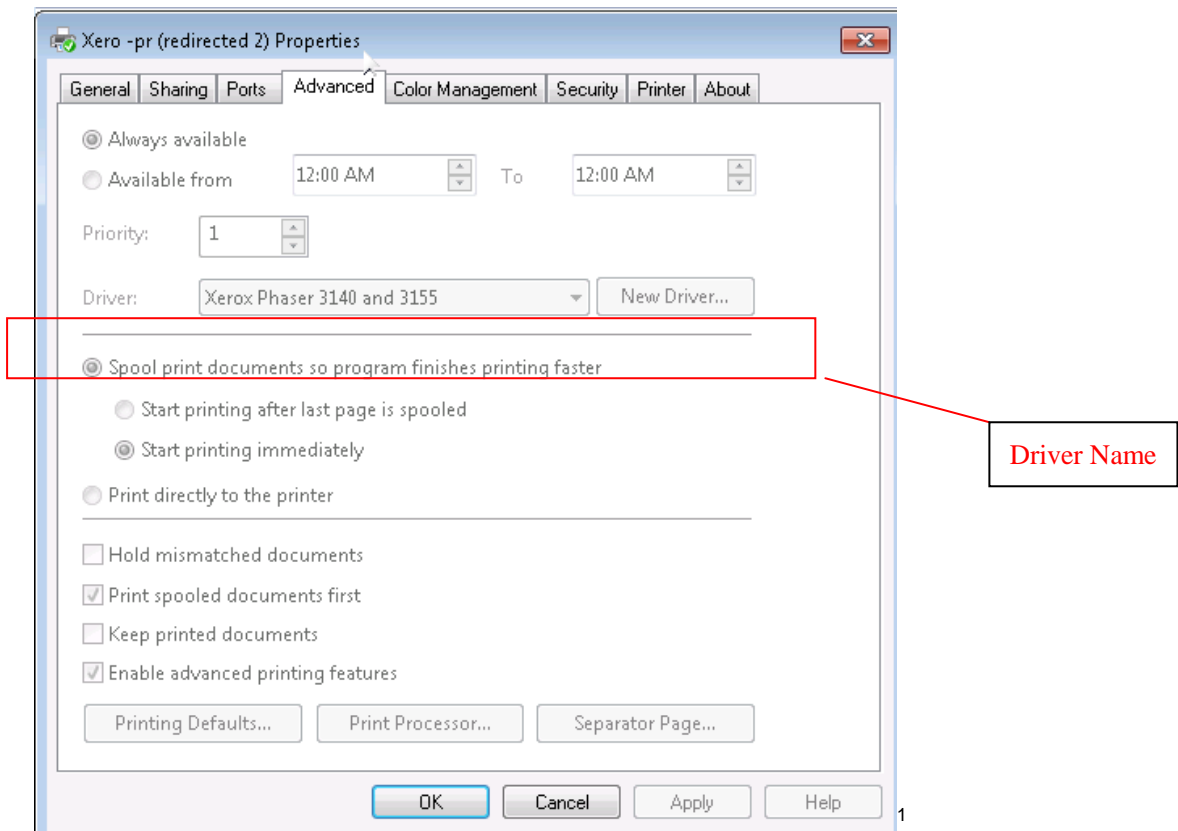 Xero -pr (redirected 2) Properties
General Sharing Ports Advanced Color Management Security Printer About
Always available
Available from 12:00 AM To 12:00 AM
Priority: 1
Driver: Xerox Phaser 3140 and 3155 New Driver...
Spool print documents so program finishes printing faster
Start printing after last page is spooled
Start printing immediately
Driver Name
Print directly to the printer
Hold mismatched documents
Print spooled documents first
Keep printed documents
Enable advanced printing features
Printing Defaults... Print Processor... Separator Page...
OK Cancel Apply Help
1